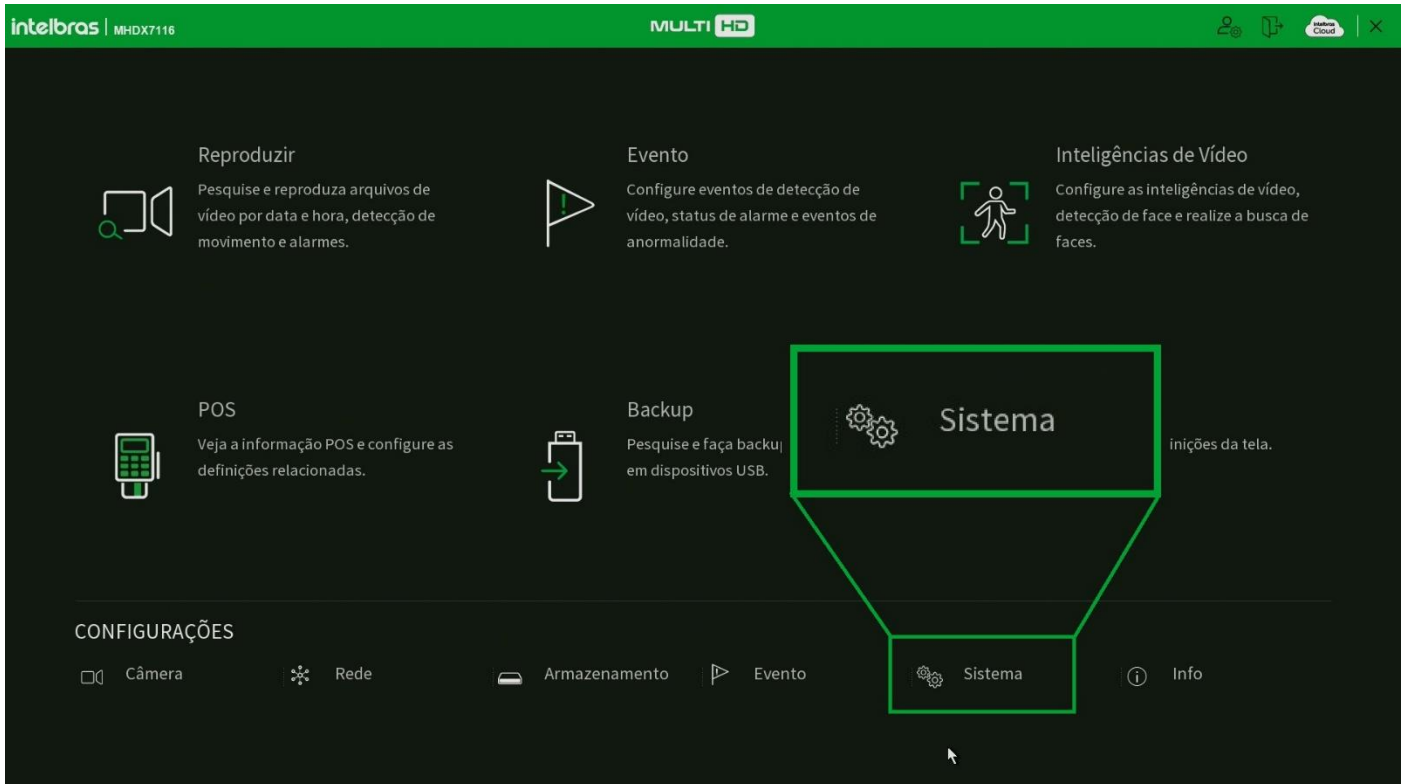 intelbras | MHDX7116
MULTI HD
intelbras Cloud
Reproduzir
Pesquise e reproduza arquivos de
vídeo por data e hora, detecção de
movimento e alarmes.
Evento
Configure eventos de detecção de
vídeo, status de alarme e eventos de
anormalidade.
Inteligências de Vídeo
Configure as inteligências de vídeo,
detecção de face e realize a busca de
faces.
POS
Veja a informação POS e configure as
definições relacionadas.
Backup
Pesquise e faça backu
em dispositivos USB.
Sistema
inições da tela.
CONFIGURAÇÕES
Câmera
Rede
Armazenamento
Evento
Sistema
Info